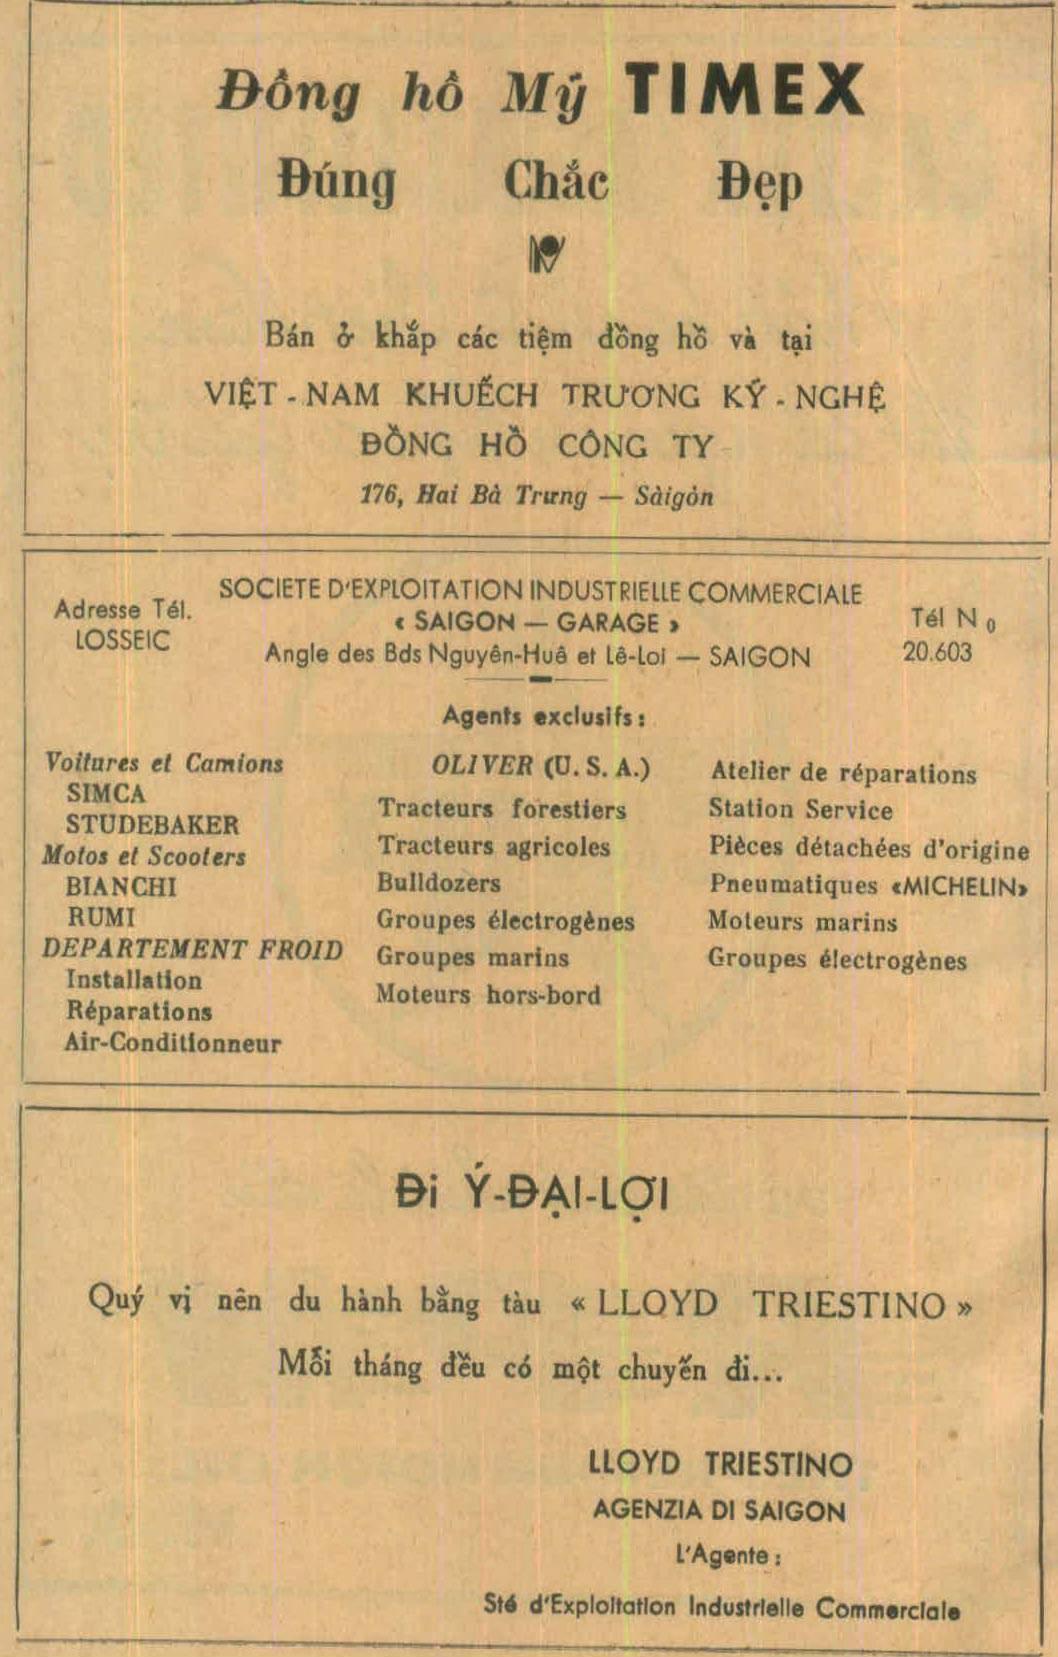 Đồng hồ Mỹ TIMEX
Đúng Chắc Đẹp
Bán ở khắp các tiệm đồng hồ và tại
VIỆT - NAM KHUẾCH TRƯƠNG KỸ - NGHỆ
ĐỒNG HỒ CÔNG TY
176, Hai Bà Trưng — Sàigòn
SOCIETE D'EXPLOITATION INDUSTRIELLE COMMERCIALE
« SAIGON — GARAGE »
Angle des Bds Nguyên-Huê et Lê-Loi — SAIGON
Adresse Tél.
LOSSEIC
Tél N 0
20.603
Agents exclusifs :
Voitures et Camions
SIMCA
STUDEBAKER
Motos et Scooters
BIANCHI
RUMI
DEPARTEMENT FROID
Installation
Réparations
Air-Conditionneur
OLIVER (U. S. A.)
Tracteurs forestiers
Tracteurs agricoles
Bulldozers
Groupes électrogènes
Groupes marins
Moteurs hors-bord
Atelier de réparations
Station Service
Pièces détachées d'origine
Pneumatiques «MICHELIN»
Moteurs marins
Groupes électrogènes
Đi Ý-ĐẠI-LỢI
Quý vị nên du hành bằng tàu « LLOYD TRIESTINO »
Mỗi tháng đều có một chuyến đi...
LLOYD TRIESTINO
AGENZIA DI SAIGON
L'Agente :
Sté d'Exploitation Industrielle Commerciale